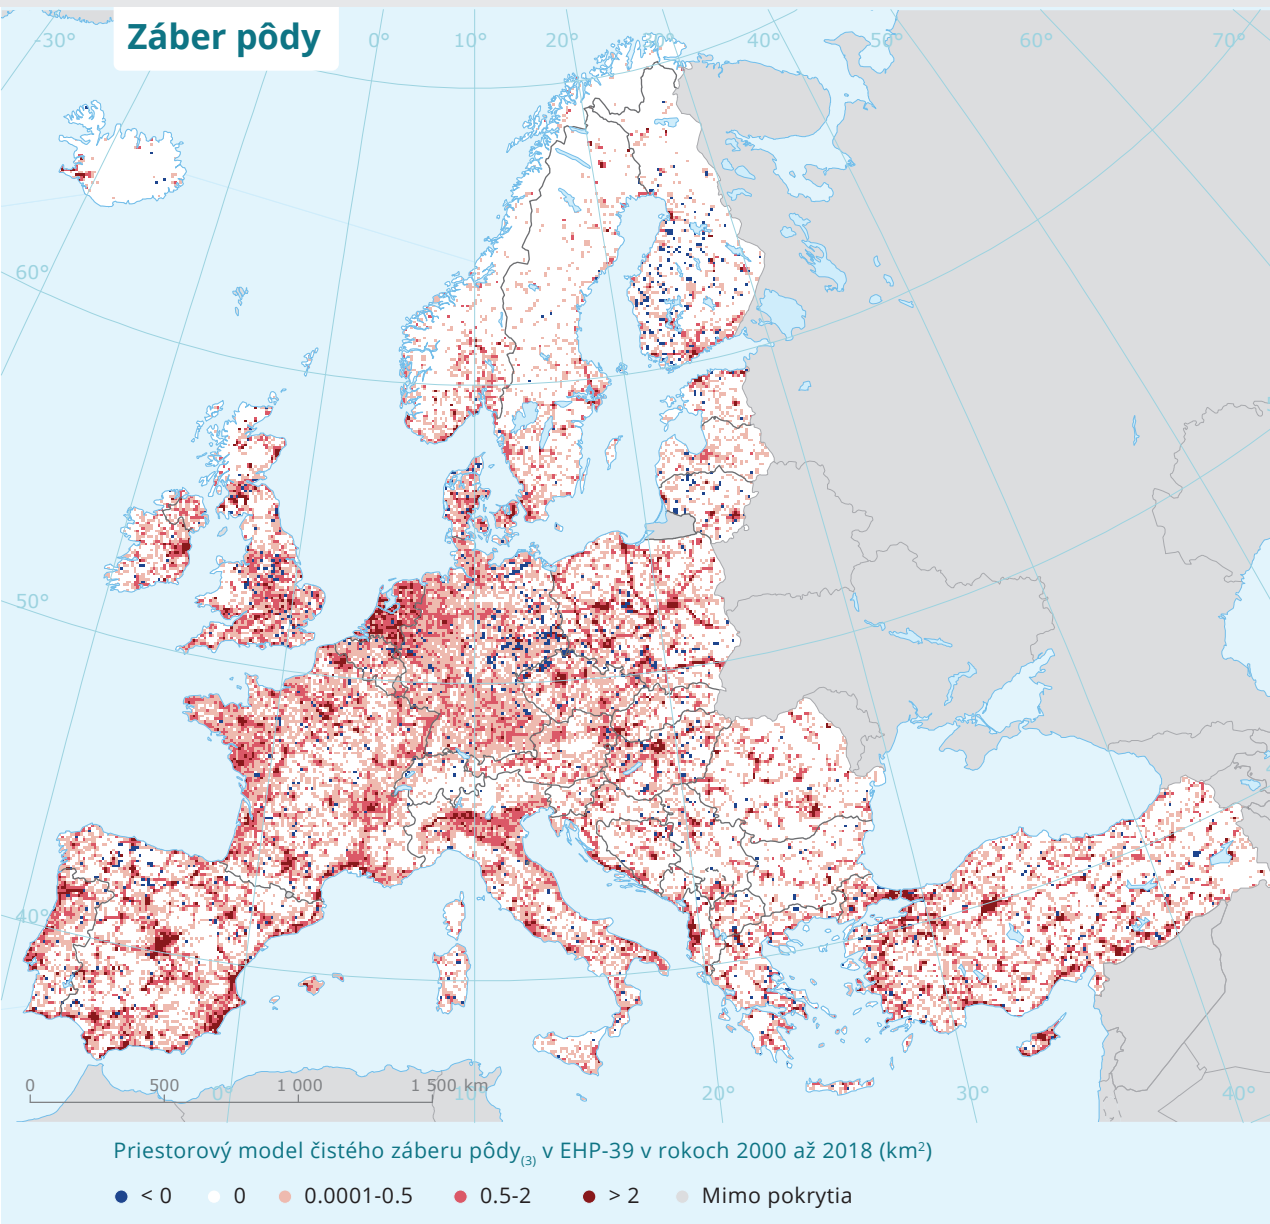 Záber pôdy
-30° 0° 10° 20° 30° 40° 50° 60° 70°
60°
50°
40°
0 500 1 000 1 500 km
0° 10° 20° 30° 40°
Priestorový model čistého záberu pôdy(3) v EHP-39 v rokoch 2000 až 2018 (km²)
< 0 0 0.0001-0.5 0.5-2 > 2 Mimo pokrytia